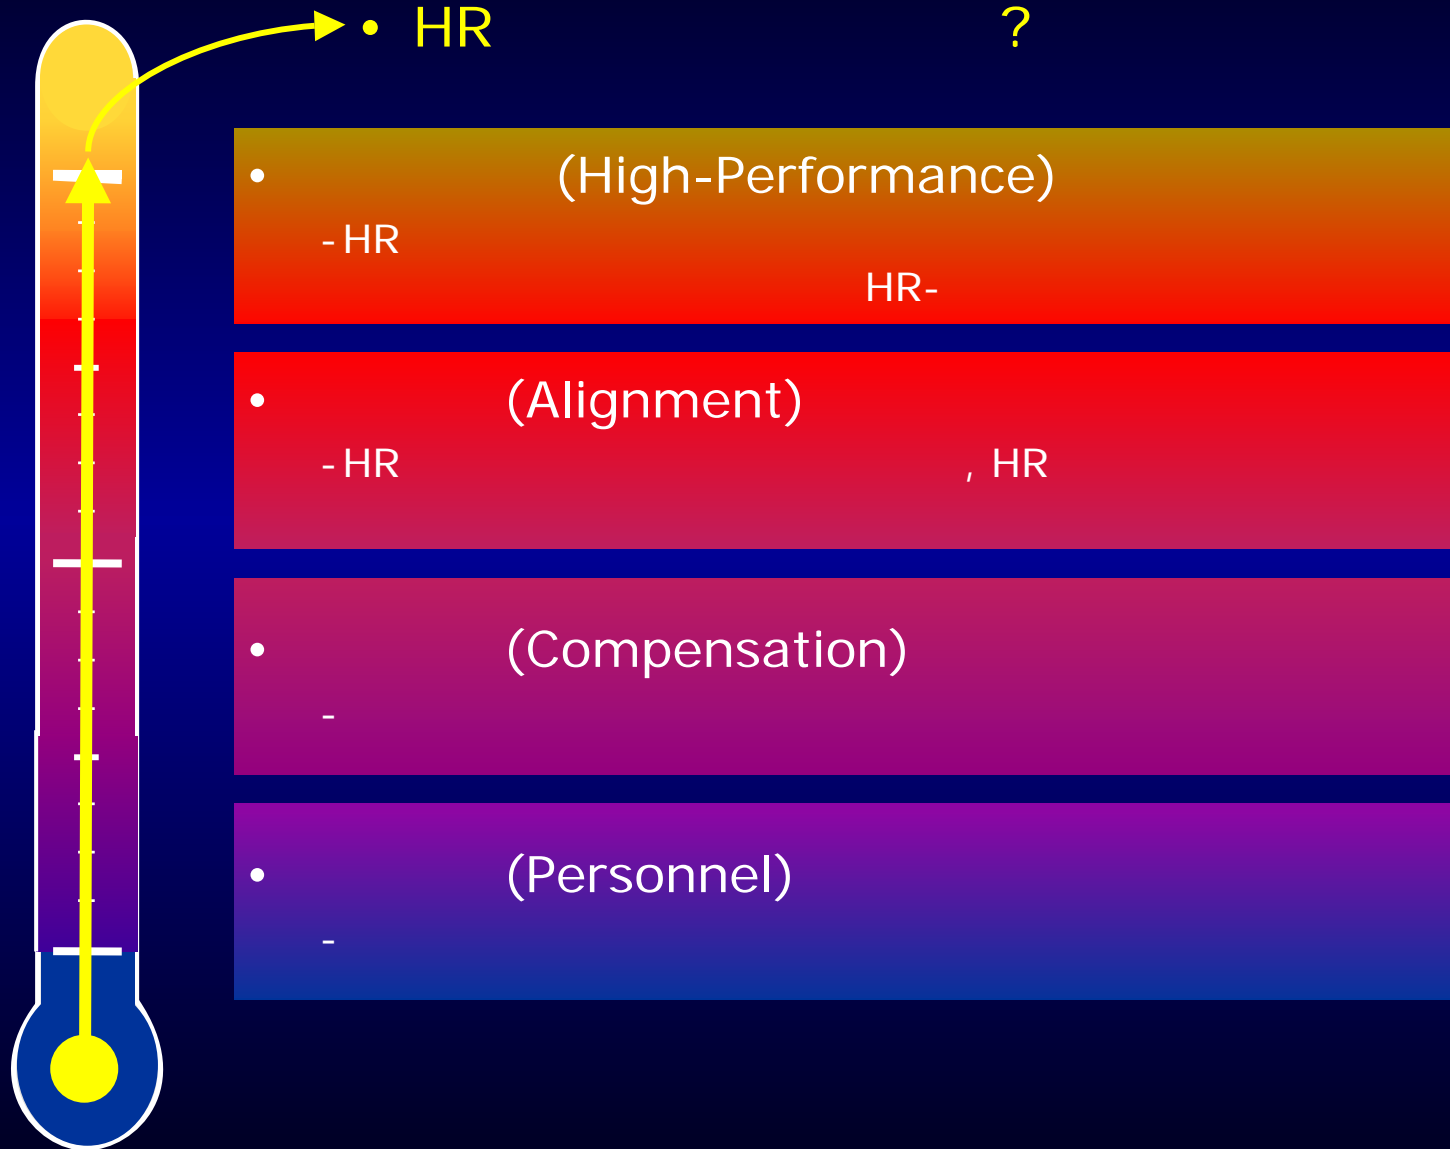 • HR ?
• (High-Performance)
- HR
HR-
• (Alignment)
- HR , HR
• (Compensation)
-
• (Personnel)
-